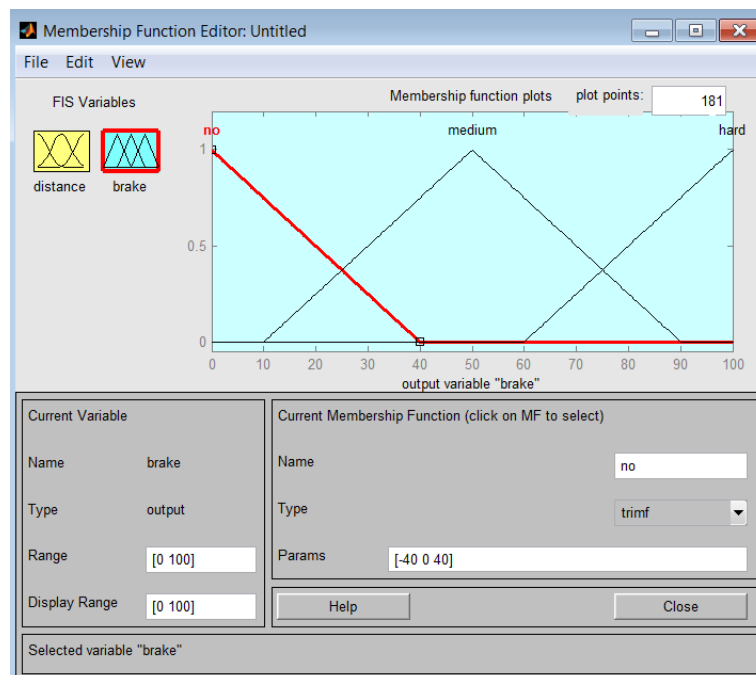 Membership Function Editor: Untitled
File Edit View
FIS Variables
distance brake
Membership function plots plot points: 181
no medium hard
1
0.5
0
0 10 20 30 40 50 60 70 80 90 100
output variable "brake"
Current Variable
Name brake
Type output
Range [0 100]
Display Range [0 100]
Current Membership Function (click on MF to select)
Name no
Type trimf
Params [-40 0 40]
Help Close
Selected variable "brake"